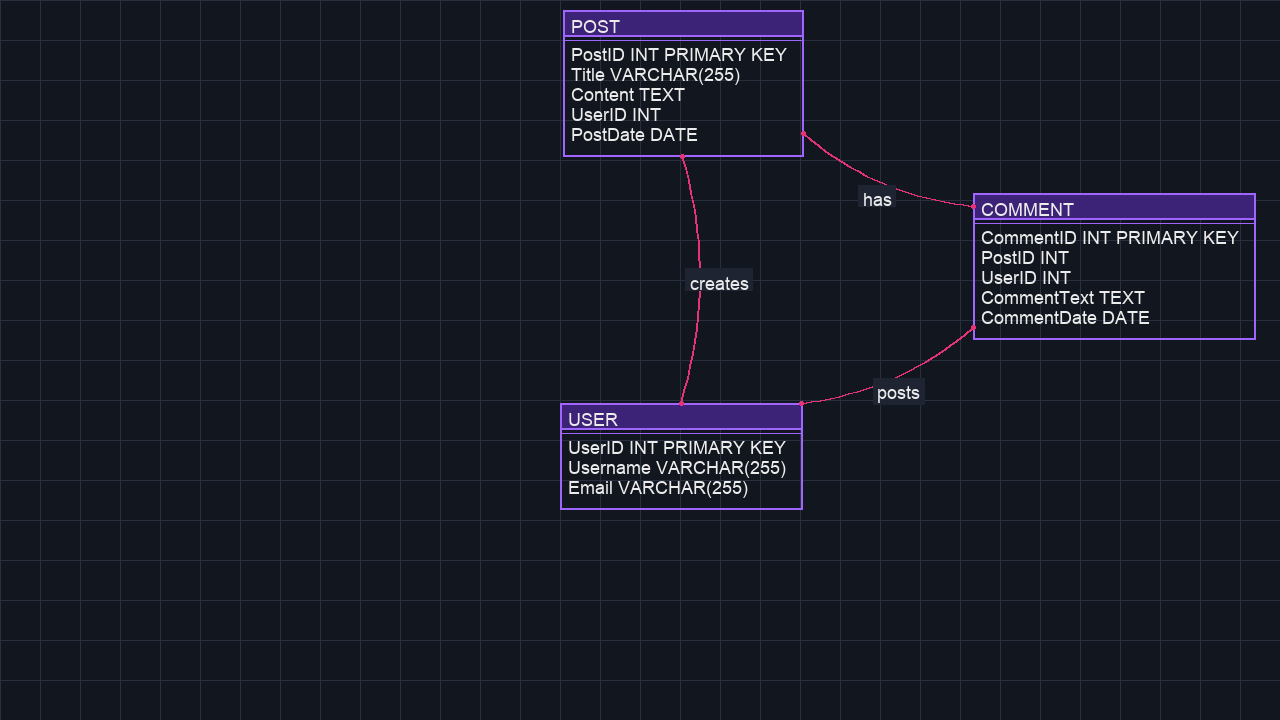 POST
PostID INT PRIMARY KEY
Title VARCHAR(255)
Content TEXT
UserID INT
PostDate DATE
has
COMMENT
CommentID INT PRIMARY KEY
PostID INT
UserID INT
CommentText TEXT
CommentDate DATE
creates
posts
USER
UserID INT PRIMARY KEY
Username VARCHAR(255)
Email VARCHAR(255)